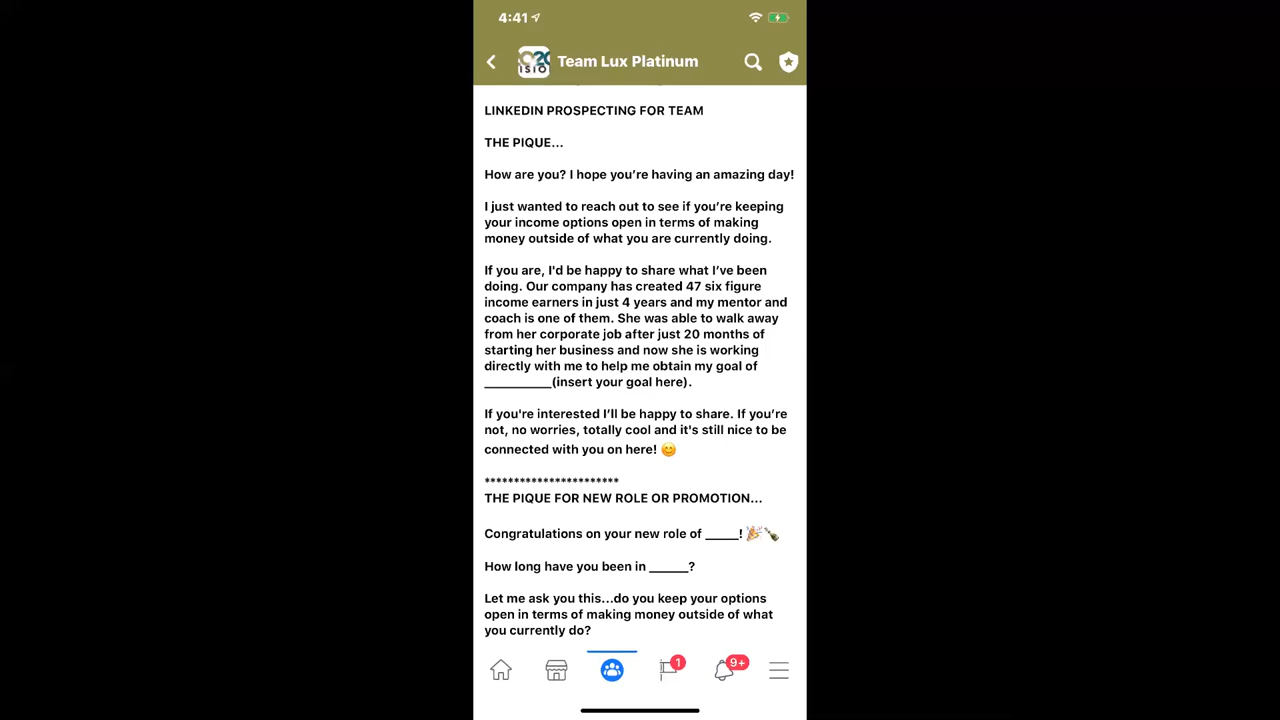 4:41
Team Lux Platinum
LINKEDIN PROSPECTING FOR TEAM
THE PIQUE...
How are you? I hope you’re having an amazing day!
I just wanted to reach out to see if you’re keeping
your income options open in terms of making
money outside of what you are currently doing.
If you are, I'd be happy to share what I’ve been
doing. Our company has created 47 six figure
income earners in just 4 years and my mentor and
coach is one of them. She was able to walk away
from her corporate job after just 20 months of
starting her business and now she is working
directly with me to help me obtain my goal of
___________(insert your goal here).
If you're interested I’ll be happy to share. If you’re
not, no worries, totally cool and it's still nice to be
connected with you on here! 😊
***********************
THE PIQUE FOR NEW ROLE OR PROMOTION...
Congratulations on your new role of _____! 🎉🍾
How long have you been in ______?
Let me ask you this...do you keep your options
open in terms of making money outside of what
you currently do?
1
9+